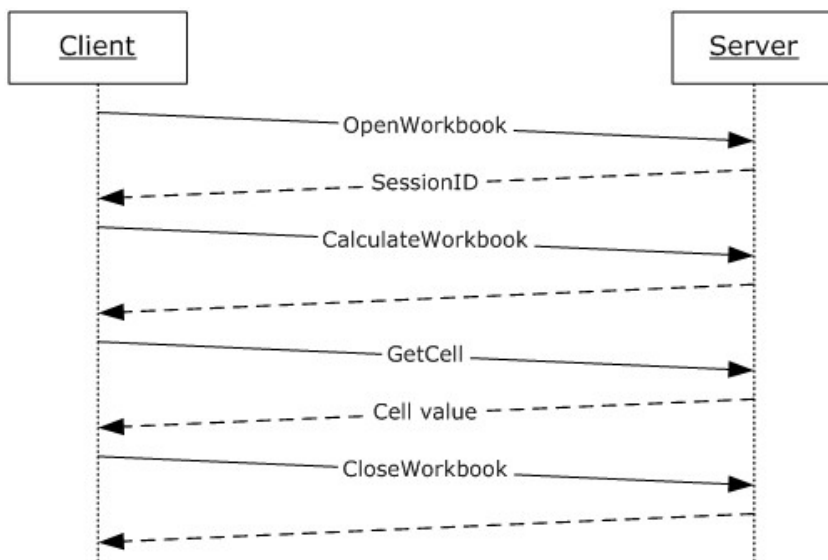 Client
Server
OpenWorkbook
SessionID
CalculateWorkbook
GetCell
Cell value
CloseWorkbook